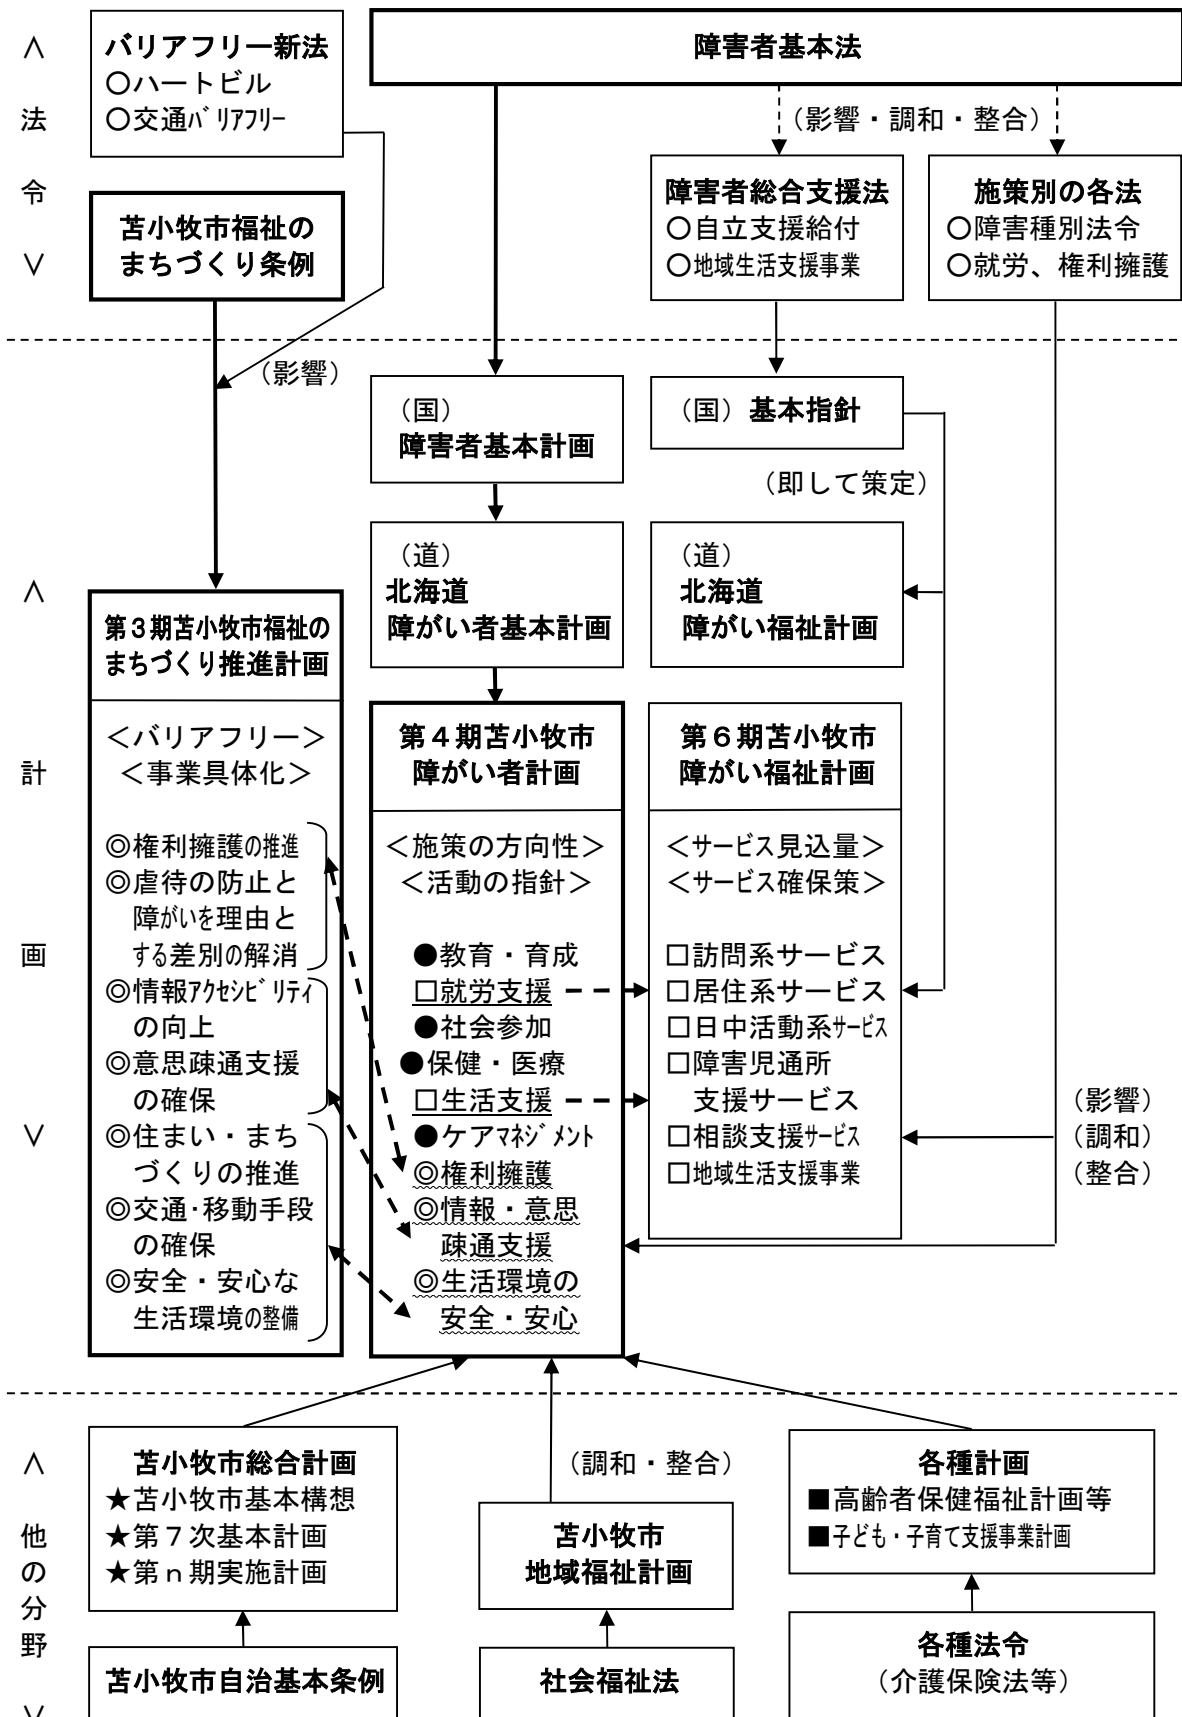 ＜法令＞
バリアフリー新法
○ハートビル
○交通バリアフリー
障害者基本法
（影響・調和・整合）
苫小牧市福祉の
まちづくり条例
障害者総合支援法
○自立支援給付
○地域生活支援事業
施策別の各法
○障害種別法令
○就労、権利擁護
（影響）
＜計画＞
（国）
障害者基本計画
（国）基本指針
（即して策定）
（道）
北海道
障がい者基本計画
（道）
北海道
障がい福祉計画
第３期苫小牧市福祉の
まちづくり推進計画
＜バリアフリー＞
＜事業具体化＞
◎権利擁護の推進
◎虐待の防止と
障がいを理由と
する差別の解消
◎情報アクセシビリティ
の向上
◎意思疎通支援
の確保
◎住まい・まち
づくりの推進
◎交通・移動手段
の確保
◎安全・安心な
生活環境の整備
第４期苫小牧市
障がい者計画
＜施策の方向性＞
＜活動の指針＞
●教育・育成
□就労支援
●社会参加
●保健・医療
□生活支援
●ケアマネジメント
◎権利擁護
◎情報・意思
疎通支援
◎生活環境の
安全・安心
第６期苫小牧市
障がい福祉計画
＜サービス見込量＞
＜サービス確保策＞
□訪問系サービス
□居住系サービス
□日中活動系サービス
□障害児通所
支援サービス
□相談支援サービス
□地域生活支援事業
（影響）
（調和）
（整合）
＜他の分野＞
苫小牧市総合計画
★苫小牧市基本構想
★第７次基本計画
★第ｎ期実施計画
（調和・整合）
苫小牧市
地域福祉計画
各種計画
■高齢者保健福祉計画等
■子ども・子育て支援事業計画
苫小牧市自治基本条例
社会福祉法
各種法令
（介護保険法等）